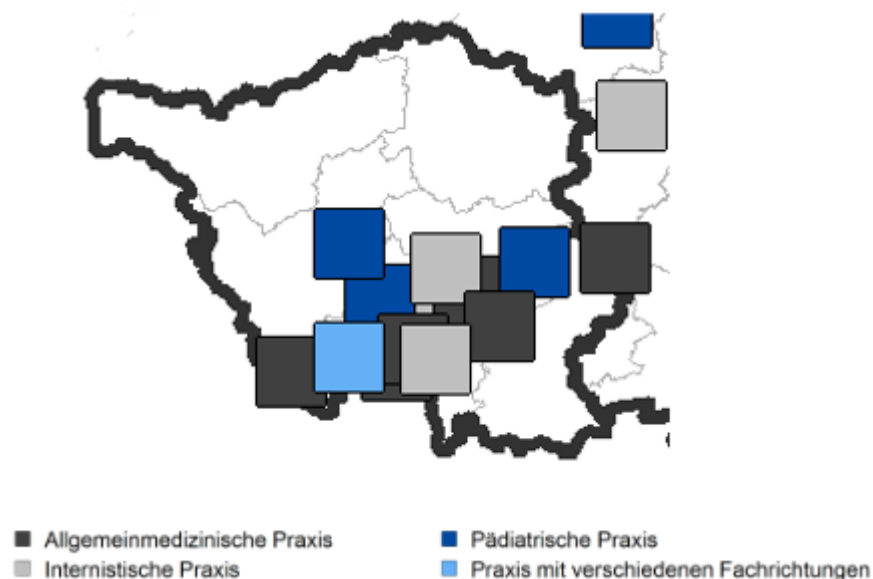 Allgemeinmedizinische Praxis
Internistische Praxis
Pädiatrische Praxis
Praxis mit verschiedenen Fachrichtungen